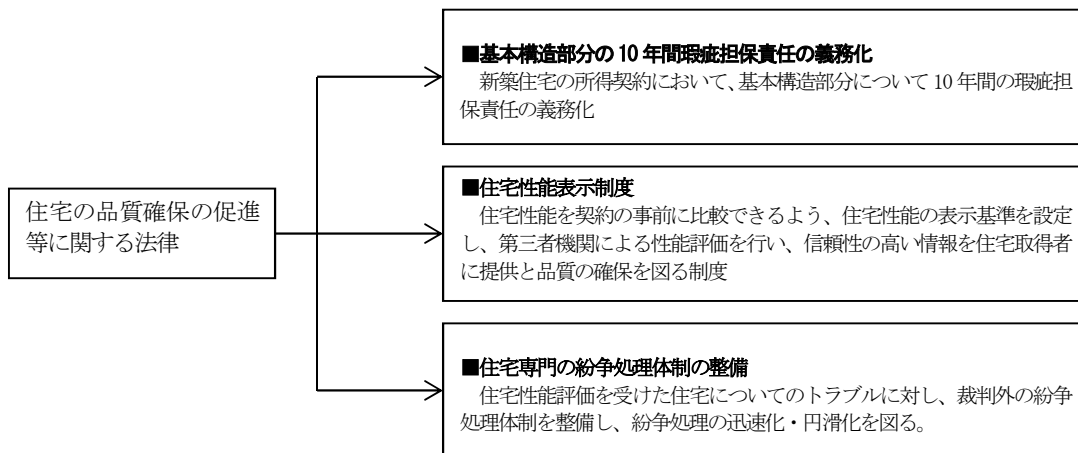 ■基本構造部分の 10 年間瑕疵担保責任の義務化
新築住宅の所得契約において、基本構造部分について 10 年間の瑕疵担
保責任の義務化
住宅の品質確保の促進
等に関する法律
■住宅性能表示制度
住宅性能を契約の事前に比較できるよう、住宅性能の表示基準を設定
し、第三者機関による性能評価を行い、信頼性の高い情報を住宅取得者
に提供と品質の確保を図る制度
■住宅専門の紛争処理体制の整備
住宅性能評価を受けた住宅についてのトラブルに対し、裁判外の紛争
処理体制を整備し、紛争処理の迅速化・円滑化を図る。